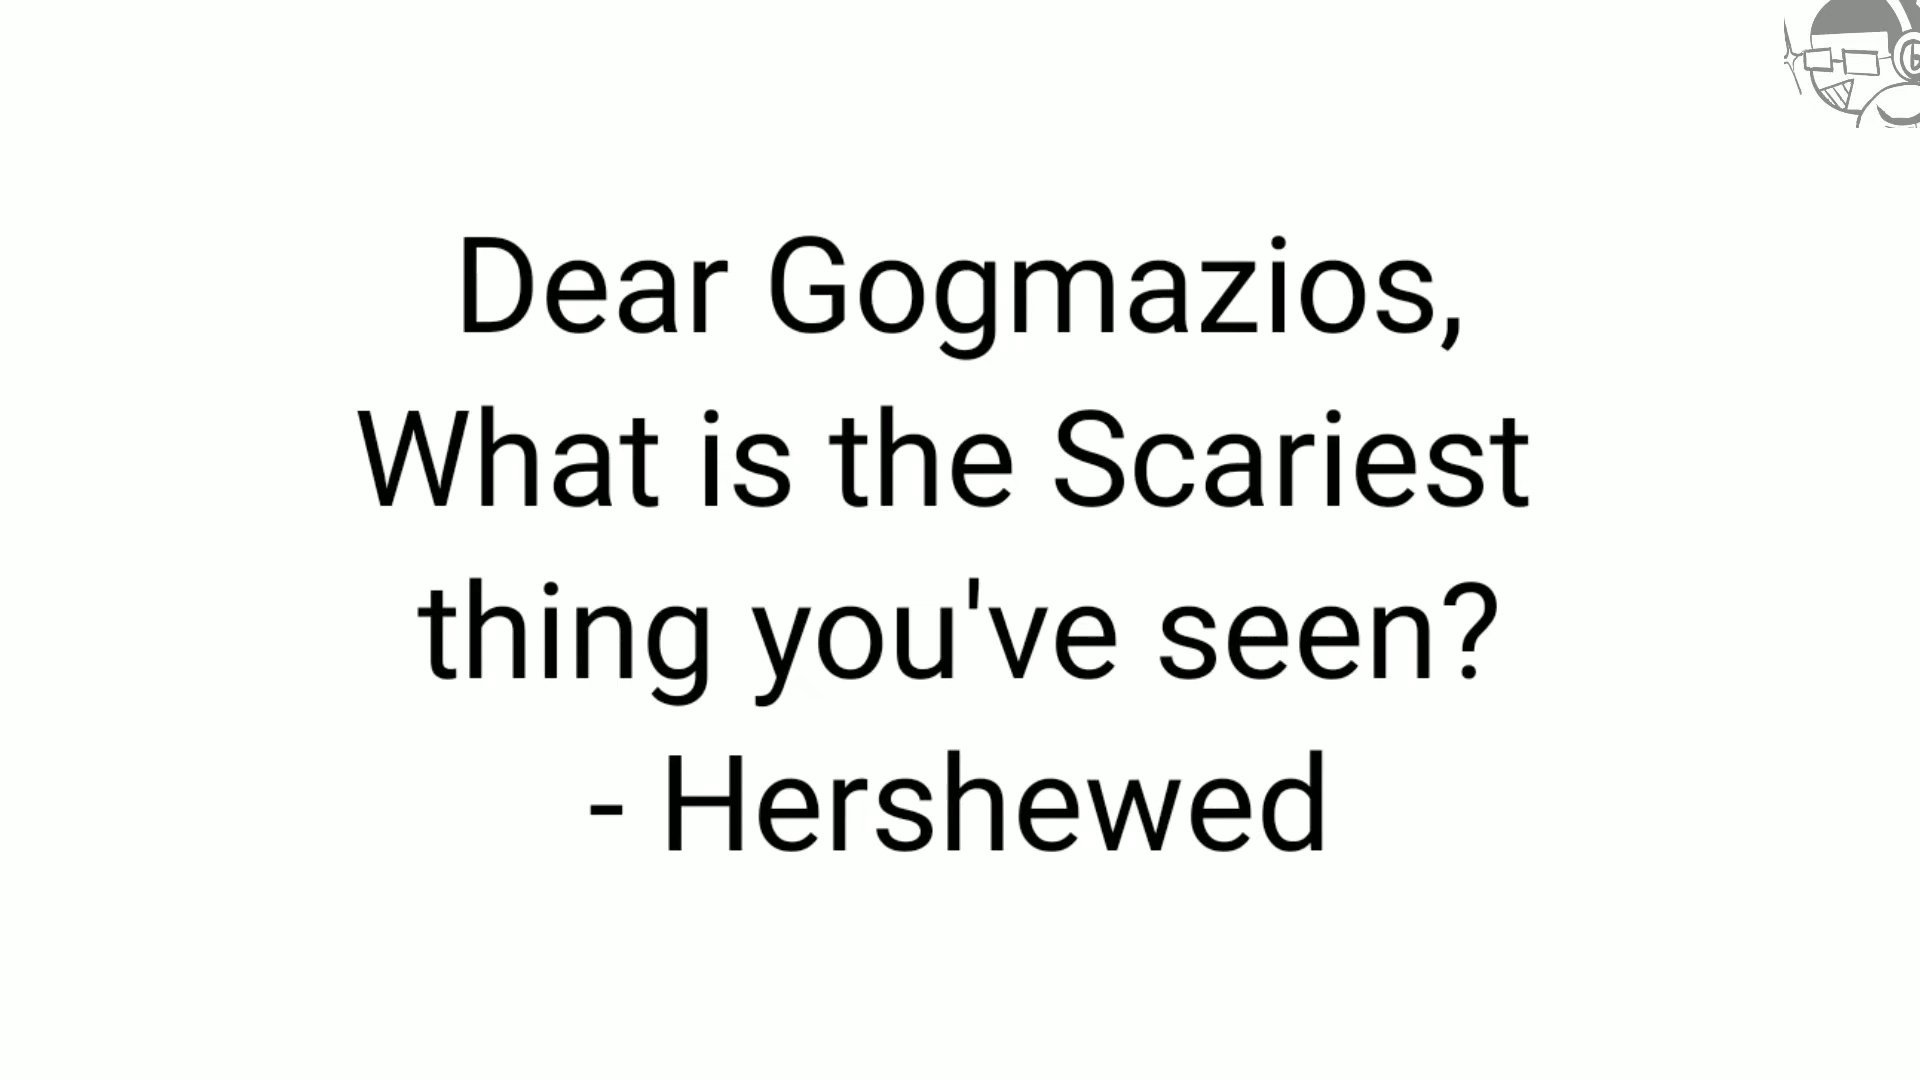 Dear Gogmazios,
What is the Scariest
thing you've seen?
- Hershewed